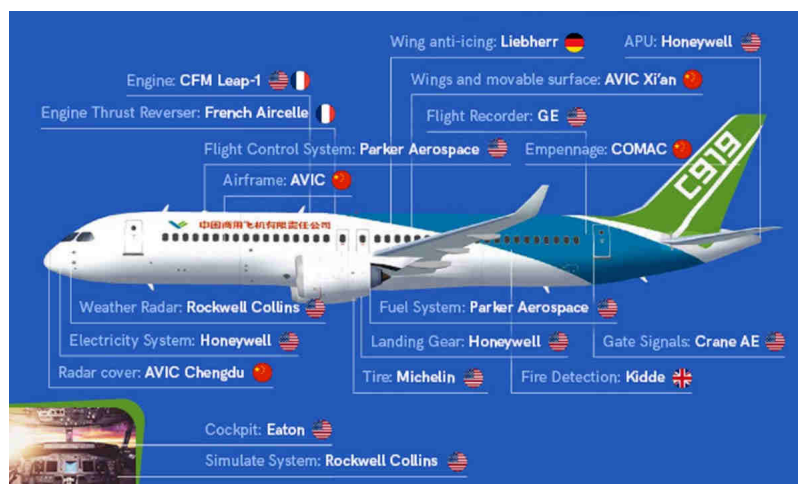 Wing anti-icing: Liebherr
APU: Honeywell
Engine: CFM Leap-1
Wings and movable surface: AVIC Xi'an
Engine Thrust Reverser: French Aircelle
Flight Recorder: GE
Flight Control System: Parker Aerospace
Empennage: COMAC
Airframe: AVIC
C919
中国商用飞机有限责任公司
Weather Radar: Rockwell Collins
Fuel System: Parker Aerospace
Electricity System: Honeywell
Landing Gear: Honeywell
Gate Signals: Crane AE
Radar cover: AVIC Chengdu
Tire: Michelin
Fire Detection: Kidde
Cockpit: Eaton
Simulate System: Rockwell Collins